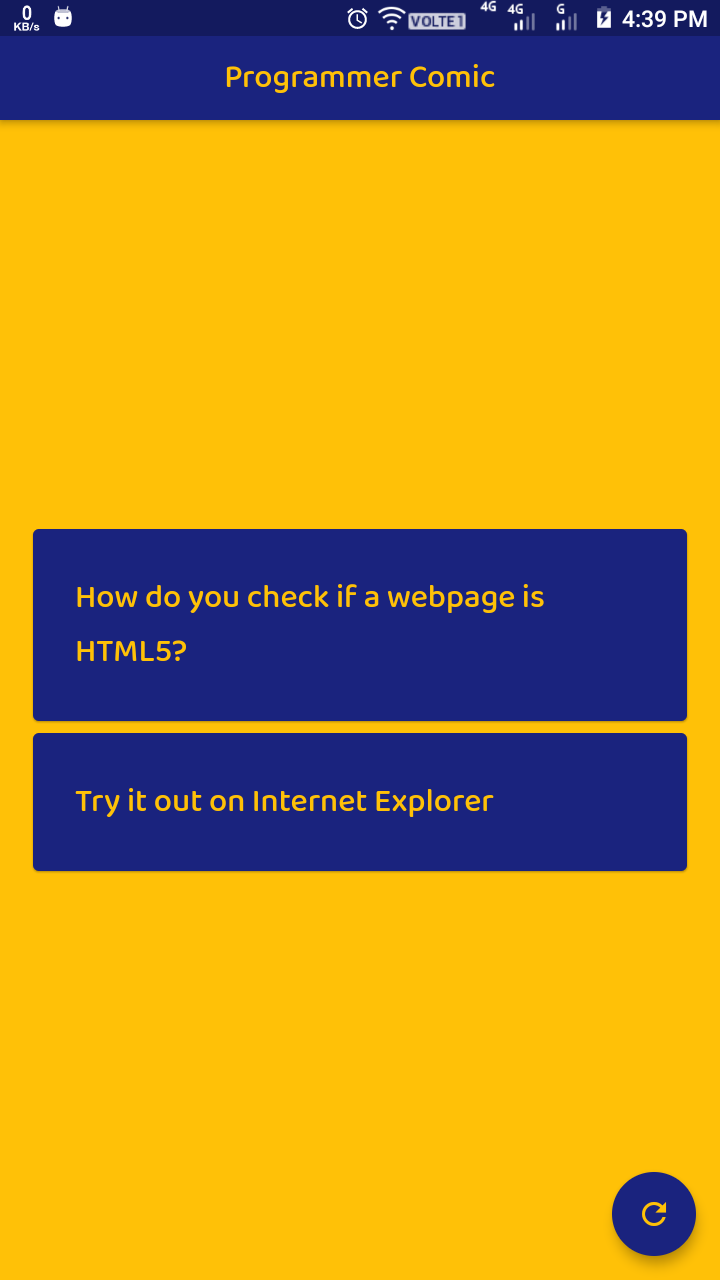 0
KB/s
VOLTE 1
4G
4G
G
4:39 PM
Programmer Comic
How do you check if a webpage is
HTML5?
Try it out on Internet Explorer